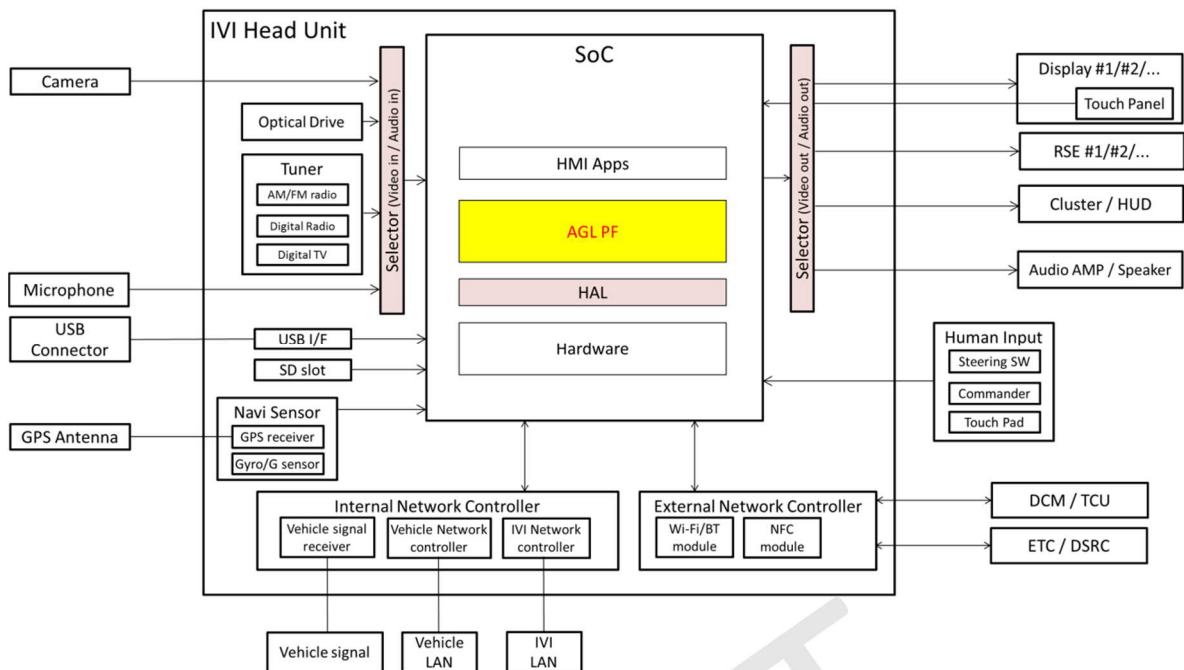 IVI Head Unit
SoC
Camera
Optical Drive
Tuner
AM/FM radio
Digital Radio
Digital TV
Microphone
USB
Connector
USB I/F
SD slot
Navi Sensor
GPS receiver
Gyro/G sensor
GPS Antenna
Selector (Video in / Audio in)
HMI Apps
AGL PF
HAL
Hardware
Selector (Video out / Audio out)
Display #1/#2/...
Touch Panel
RSE #1/#2/...
Cluster / HUD
Audio AMP / Speaker
Human Input
Steering SW
Commander
Touch Pad
Internal Network Controller
Vehicle signal
receiver
Vehicle Network
controller
IVI Network
controller
External Network Controller
Wi-Fi/BT
module
NFC
module
DCM / TCU
ETC / DSRC
Vehicle signal
Vehicle
LAN
IVI
LAN